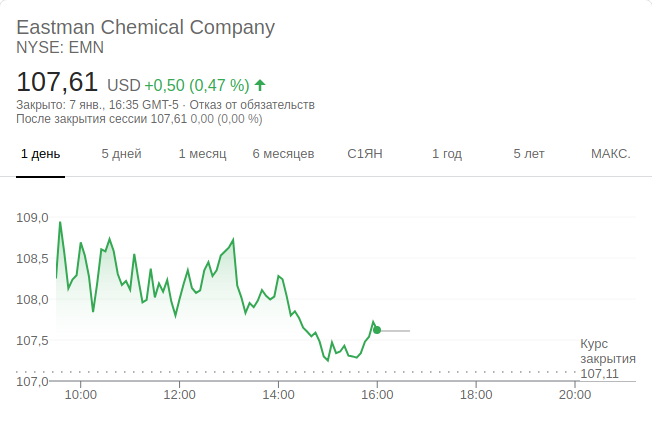 Eastman Chemical Company
NYSE: EMN
107,61 USD +0,50 (0,47 %)
Закрыто: 7 янв., 16:35 GMT-5 · Отказ от обязательств
После закрытия сессии 107,61 0,00 (0,00 %)
1 день 5 дней 1 месяц 6 месяцев С1ЯН 1 год 5 лет МАКС.
109,0
108,5
108,0
107,5
Курс
закрытия
107,11
107,0
10:00 12:00 14:00 16:00 18:00 20:00